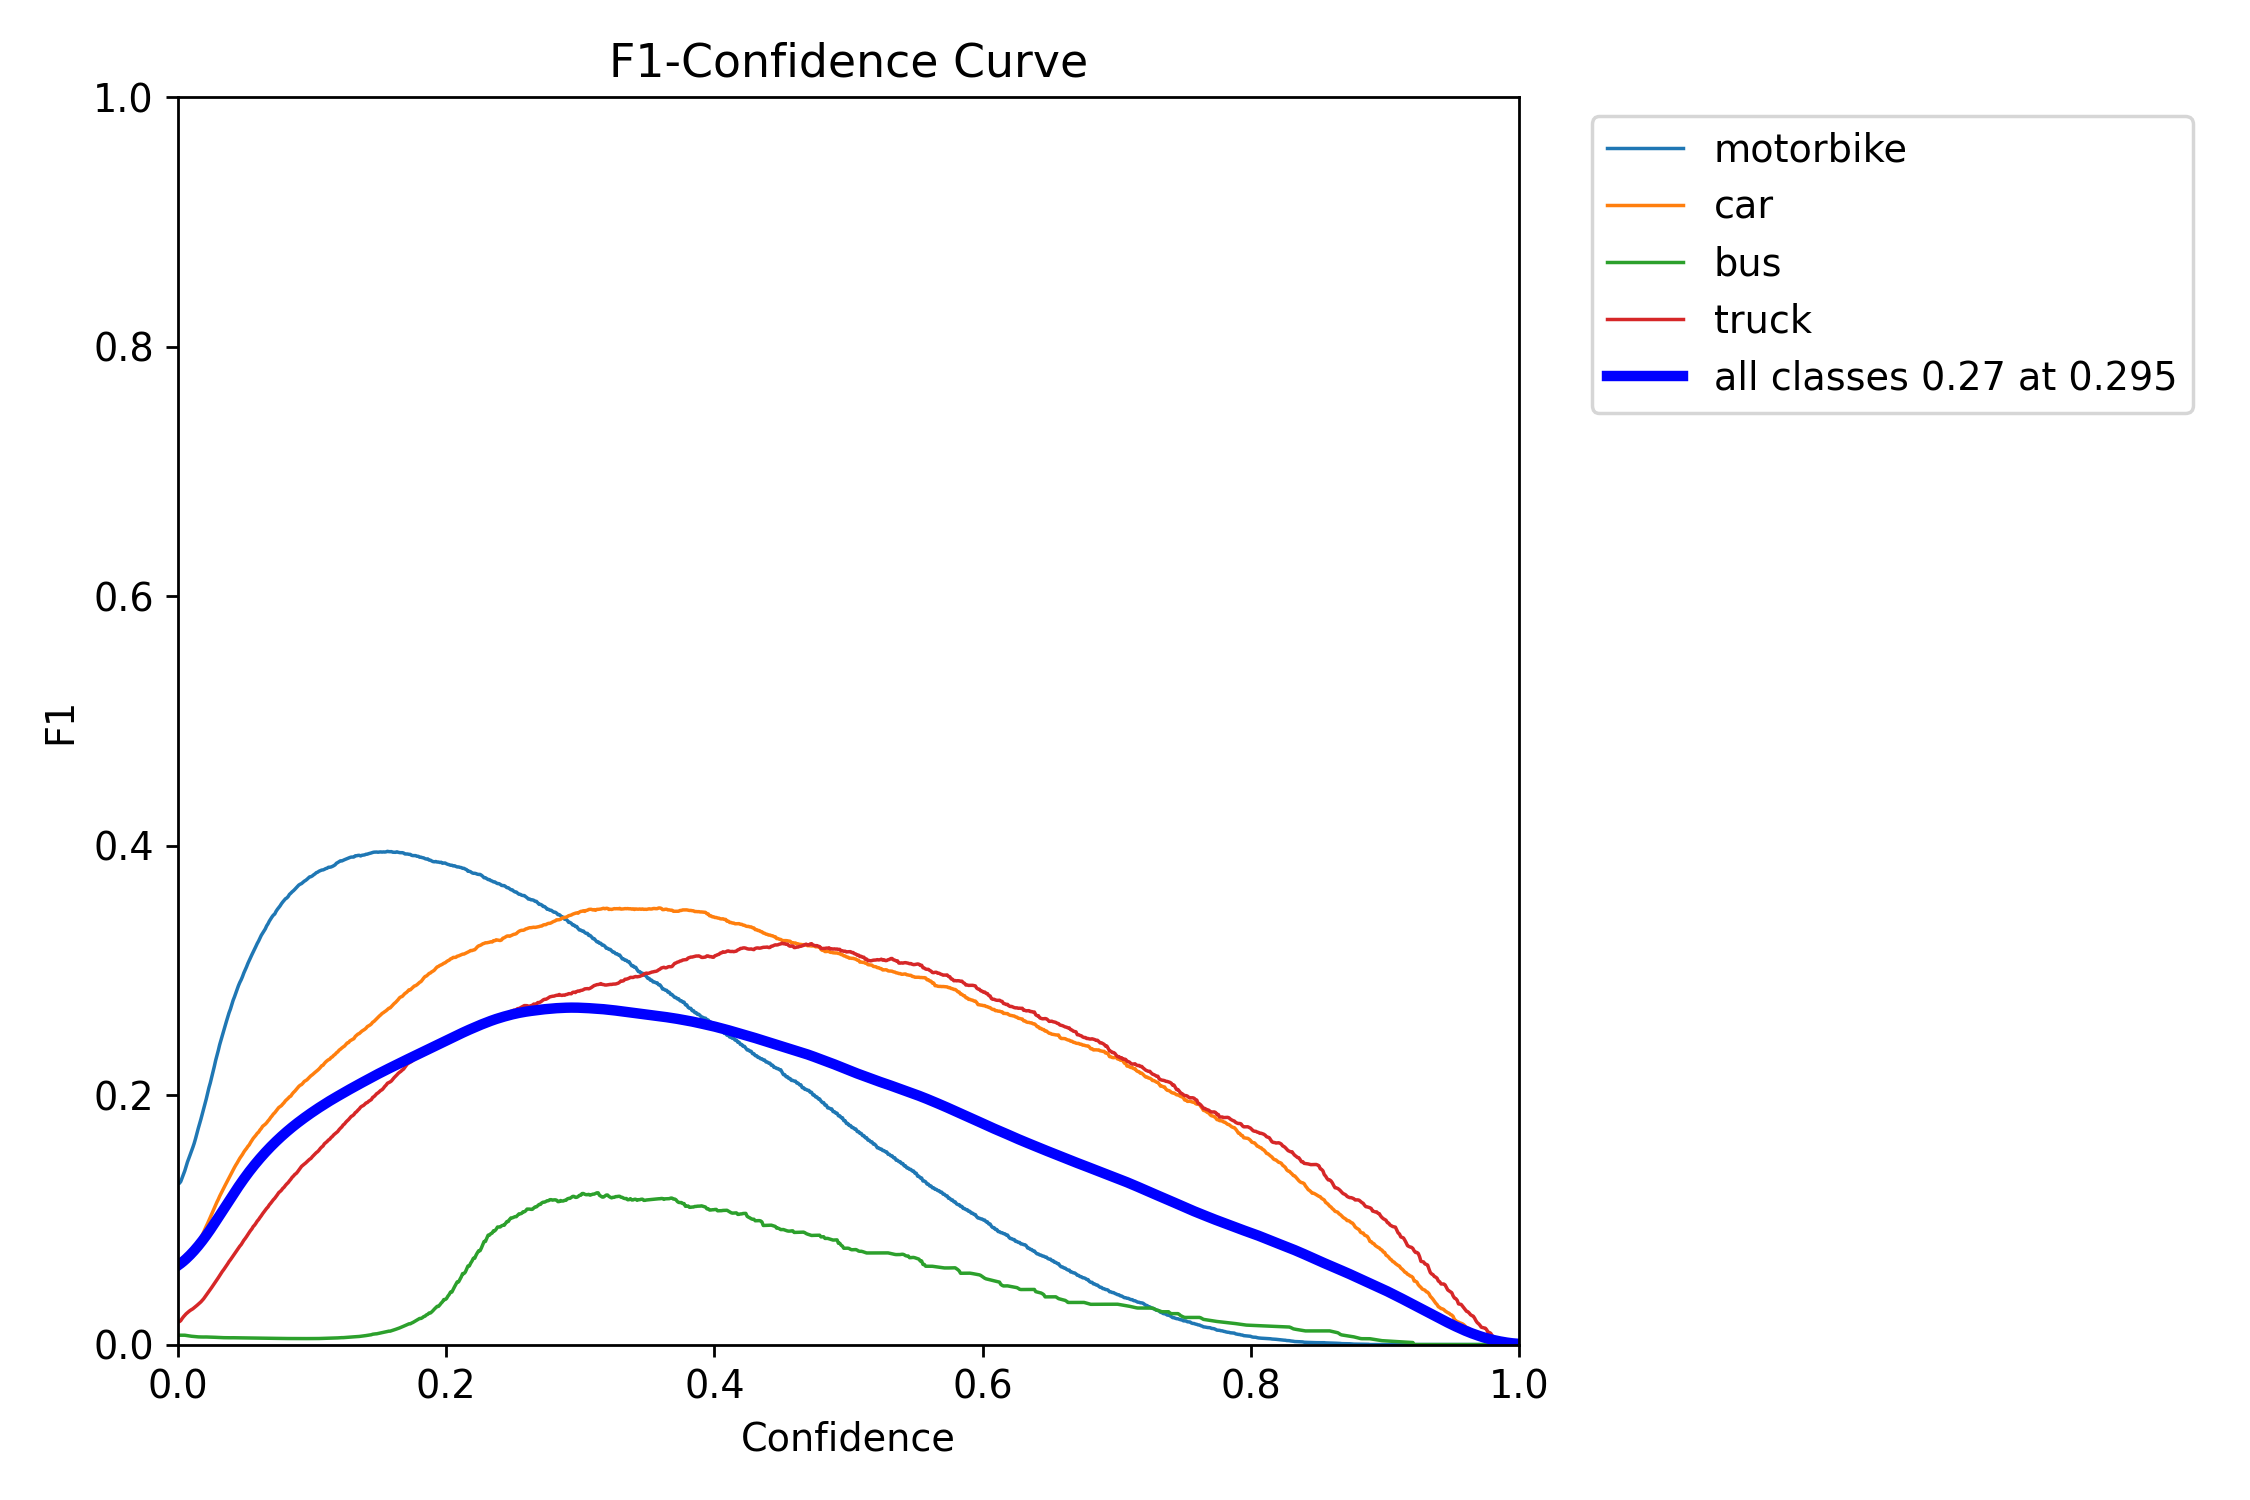 F1-Confidence Curve
1.0
0.8
0.6
0.4
0.2
0.0
F1
0.0 0.2 0.4 0.6 0.8 1.0
Confidence
motorbike
car
bus
truck
all classes 0.27 at 0.295